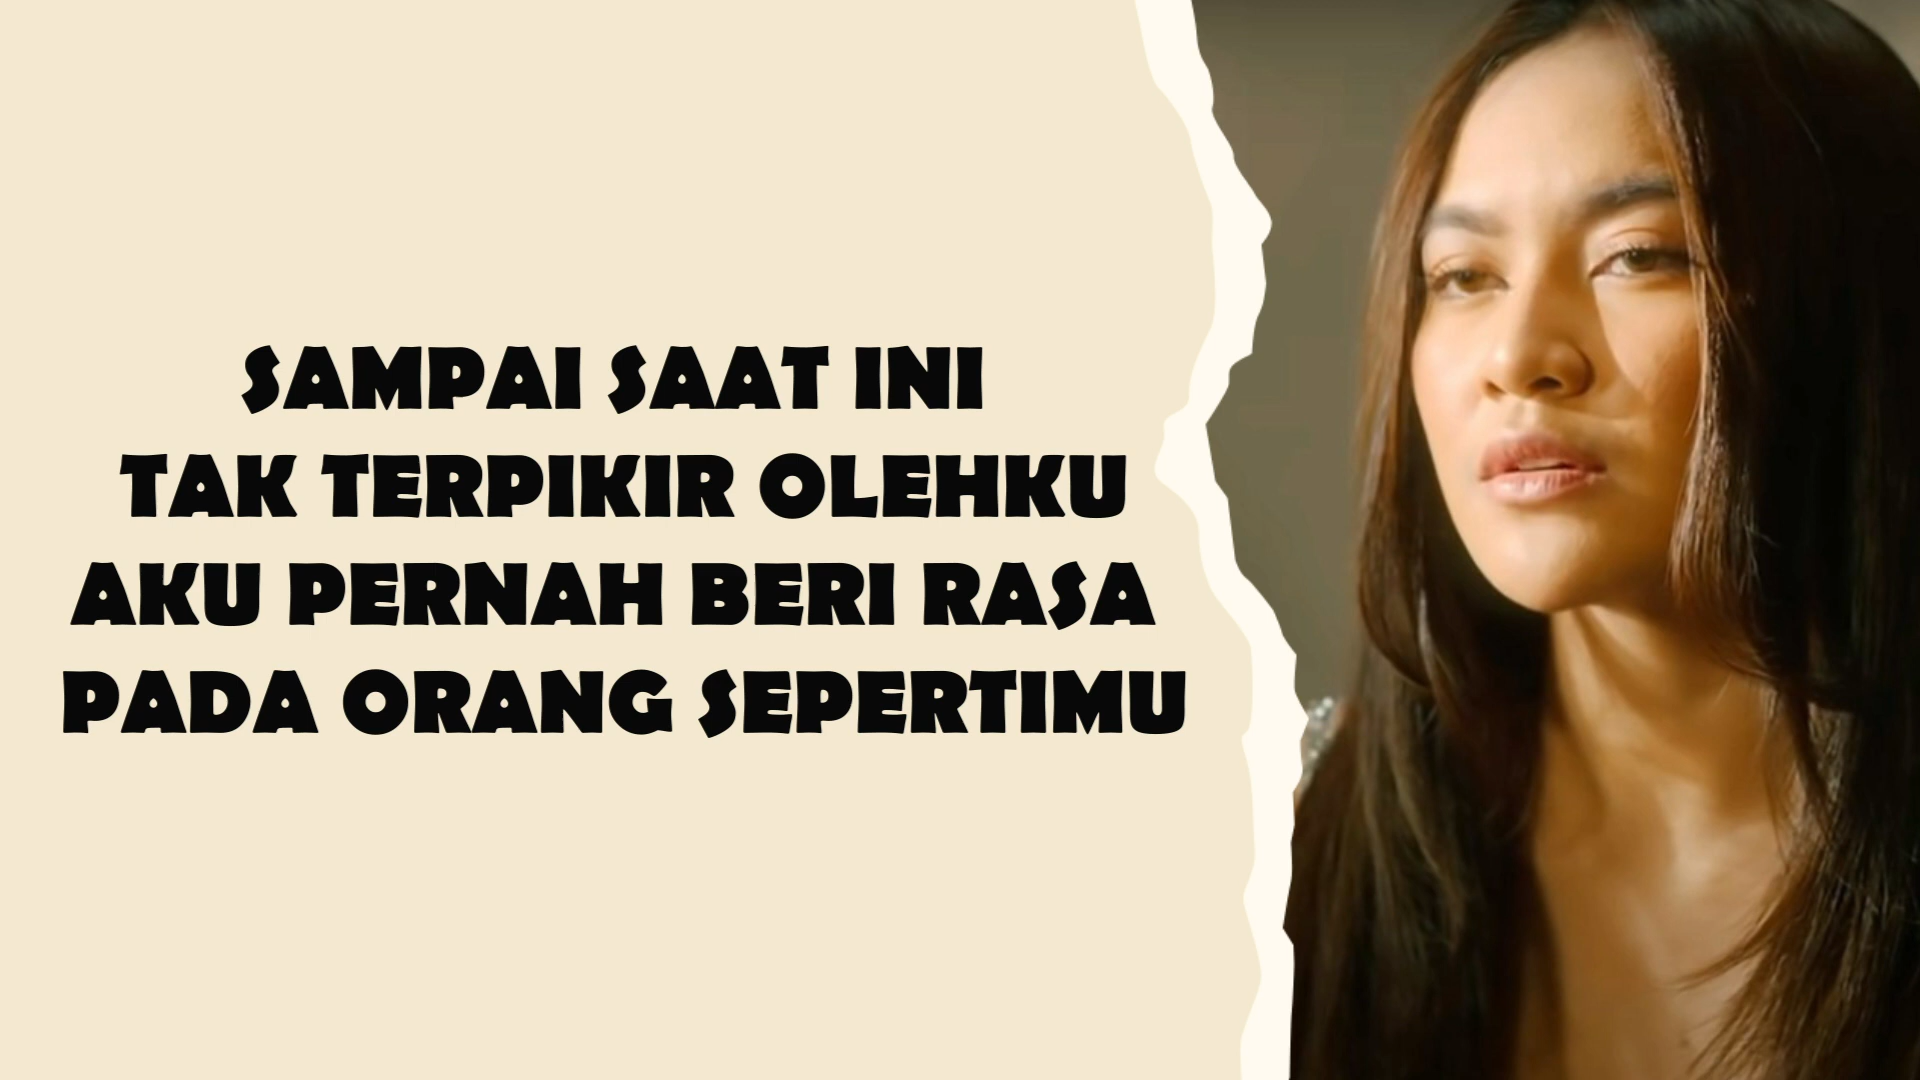 SAMPAI SAAT INI
TAK TERPIKIR OLEHKU
AKU PERNAH BERI RASA
PADA ORANG SEPERTIMU